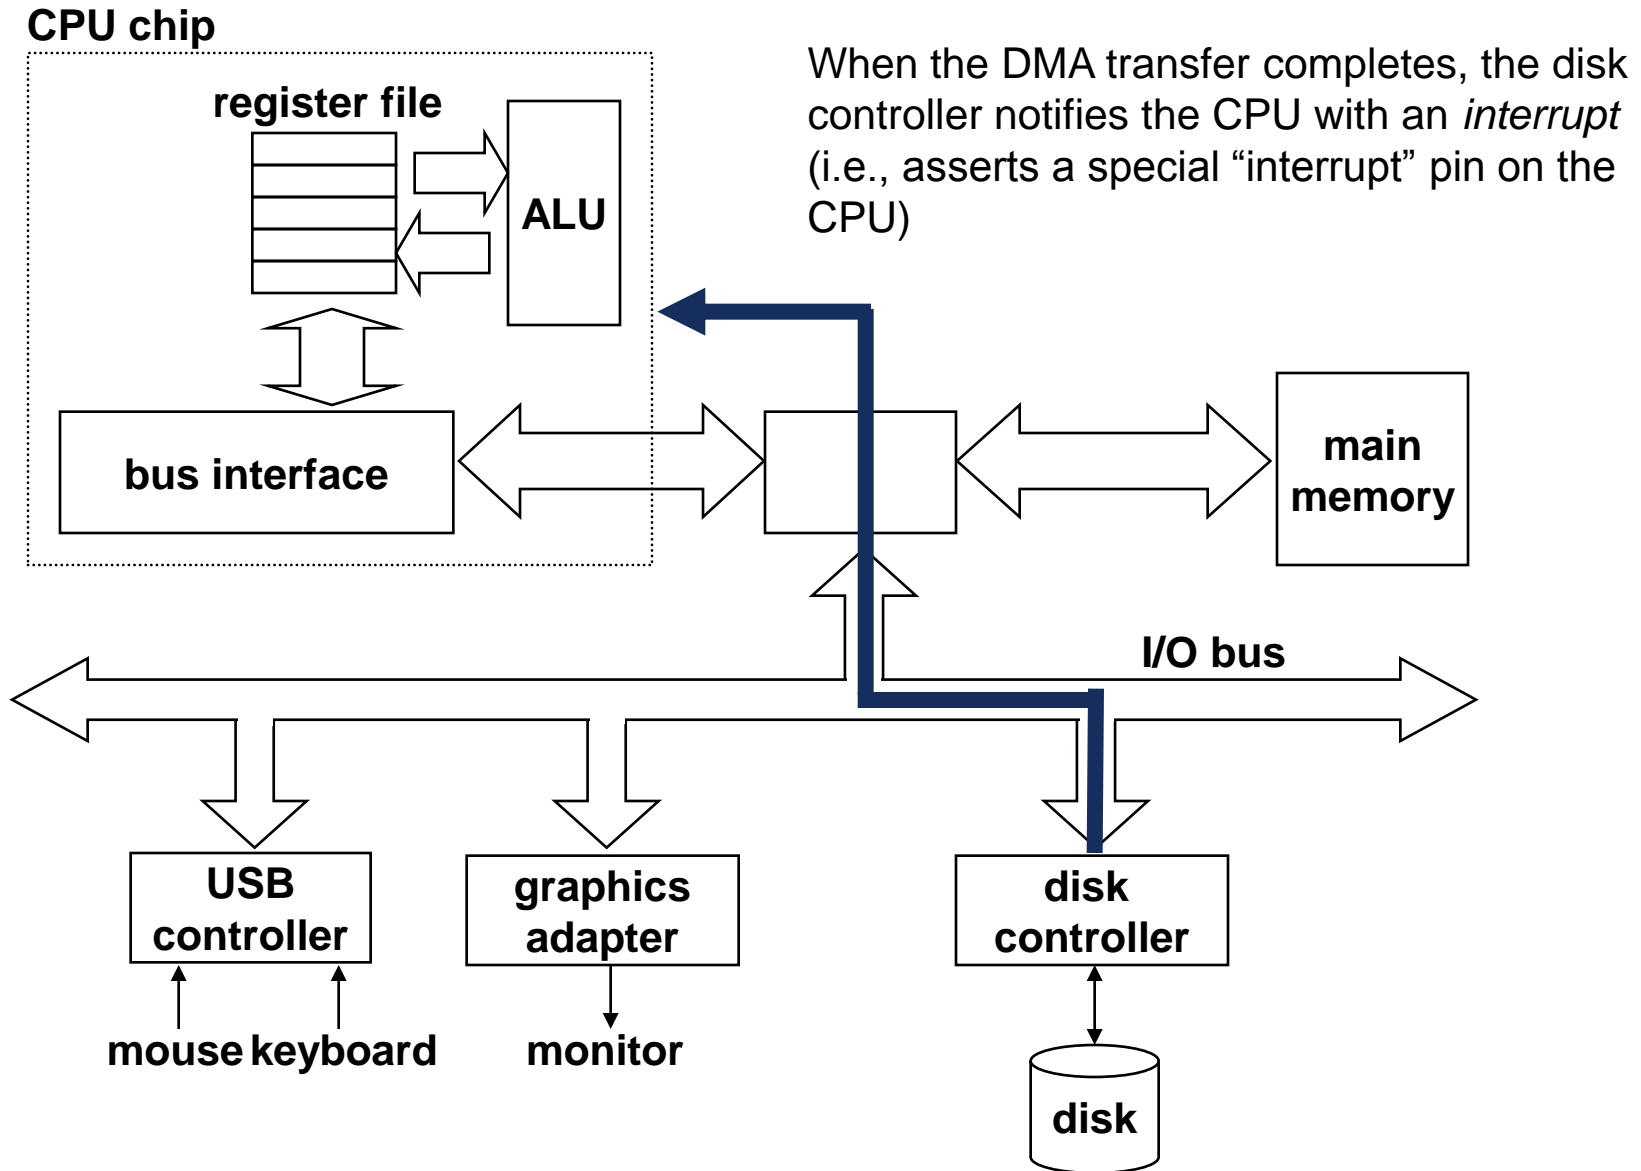 CPU chip
When the DMA transfer completes, the disk
controller notifies the CPU with an interrupt
(i.e., asserts a special “interrupt” pin on the
CPU)
register file
ALU
bus interface
main
memory
I/O bus
USB
controller
graphics
adapter
disk
controller
mouse keyboard
monitor
disk